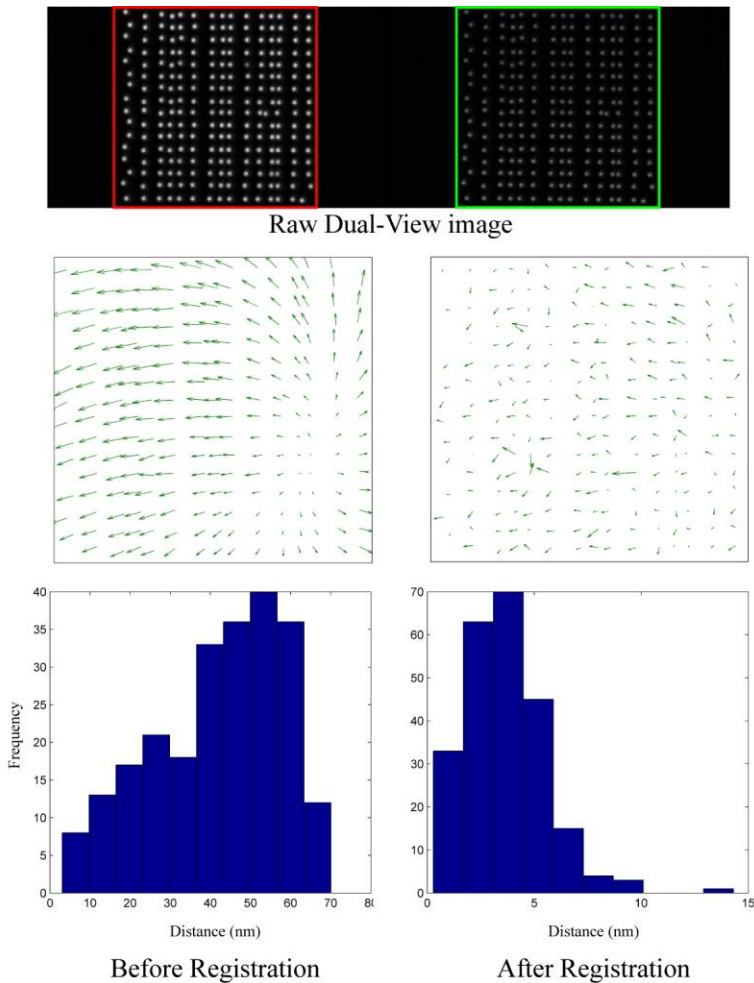 Raw Dual-View image
40
35
30
25
20
15
10
5
0
Frequency
0 10 20 30 40 50 60 70 80
Distance (nm)
Before Registration
70
60
50
40
30
20
10
0
0 5 10 15
Distance (nm)
After Registration